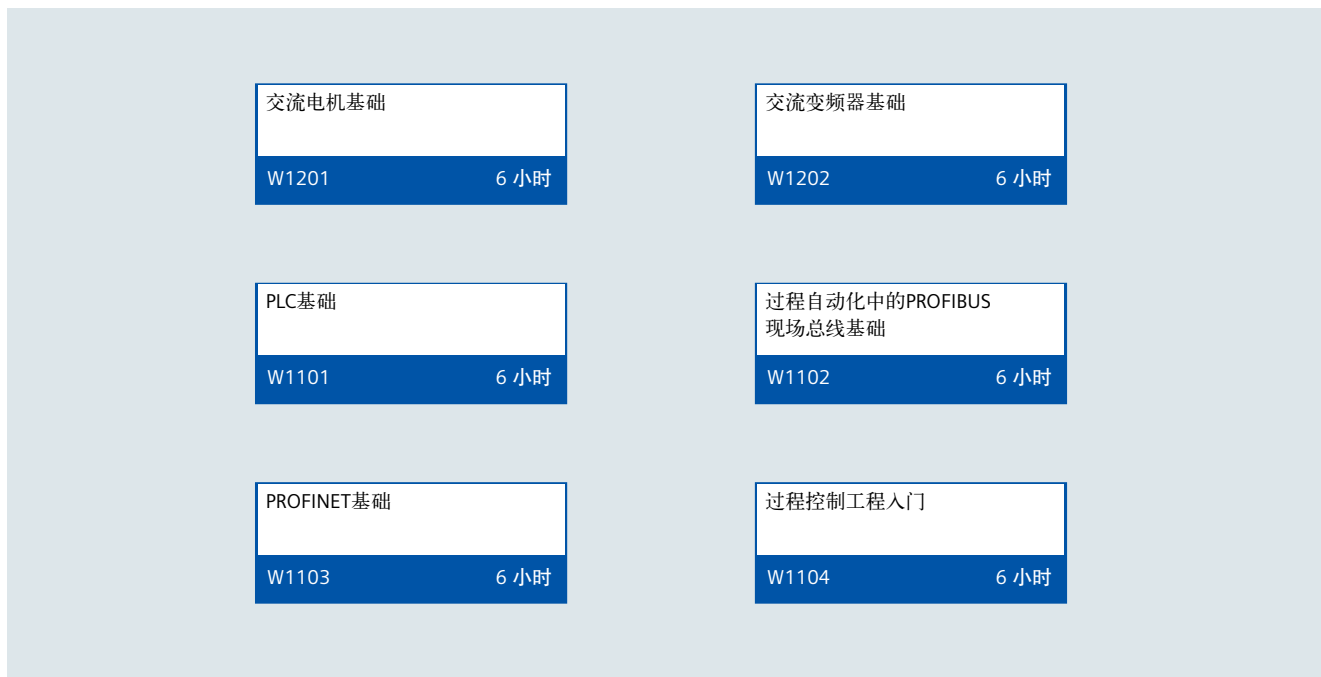 交流电机基础
W1201 6 小时
交流变频器基础
W1202 6 小时
PLC基础
W1101 6 小时
过程自动化中的PROFIBUS
现场总线基础
W1102 6 小时
PROFINET基础
W1103 6 小时
过程控制工程入门
W1104 6 小时